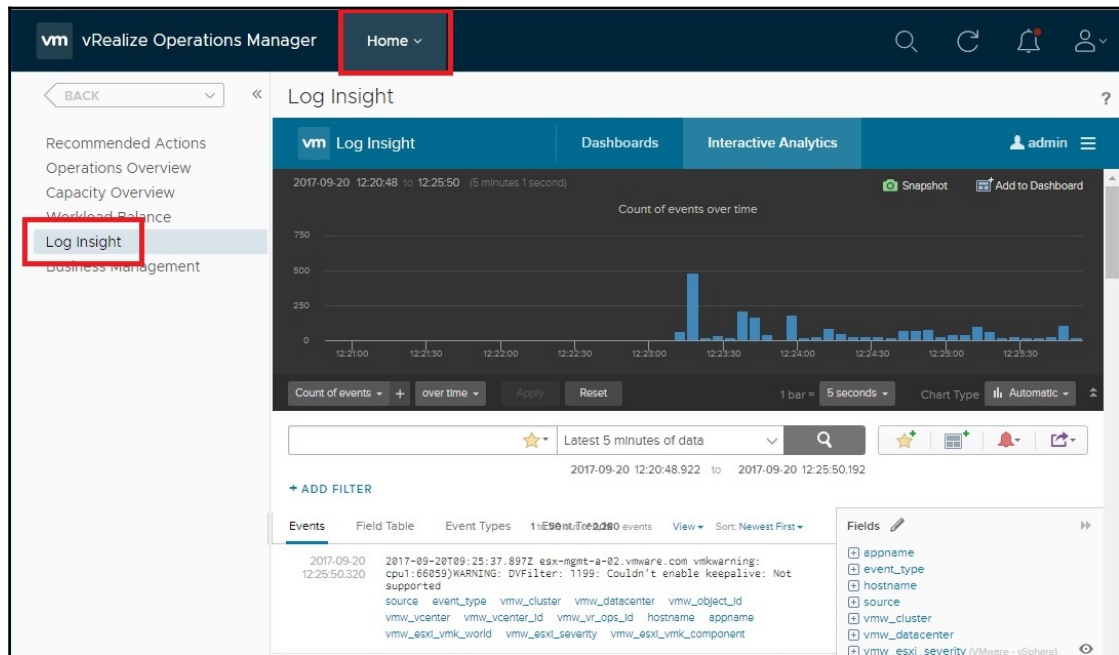 vm vRealize Operations Manager Home
BACK
Log Insight
?
Recommended Actions
Operations Overview
Capacity Overview
Workload Balance
Log Insight
Business Management
vm Log Insight Dashboards Interactive Analytics admin
2017-09-20 12:20:48 to 12:25:50 (5 minutes 1 second) Snapshot Add to Dashboard
Count of events over time
750
500
250
0
12:21:00 12:21:30 12:22:00 12:22:30 12:23:00 12:23:30 12:24:00 12:24:30 12:25:00 12:25:30
Count of events + over time Apply Reset 1 bar = 5 seconds Chart Type Automatic
Latest 5 minutes of data
2017-09-20 12:20:48.922 to 2017-09-20 12:25:50.192
+ ADD FILTER
Events Field Table Event Types events View Sort: Newest First
2017-09-20
12:25:50.320
2017-09-20T09:25:37.897Z esx-mgmt-a-02.vmware.com vmkwarning:
cpu1:66059)WARNING: DVFilter: 1199: Couldn't enable keepalive: Not
supported
source event_type vmw_cluster vmw_datacenter vmw_object_id
vmw_vcenter vmw_vcenter_id vmw_vr_ops_id hostname appname
vmw_esxi_vmk_world vmw_esxi_severity vmw_esxi_vmk_component
Fields
appname
event_type
hostname
source
vmw_cluster
vmw_datacenter
vmw_esxi_severity (VMware - vSphere)